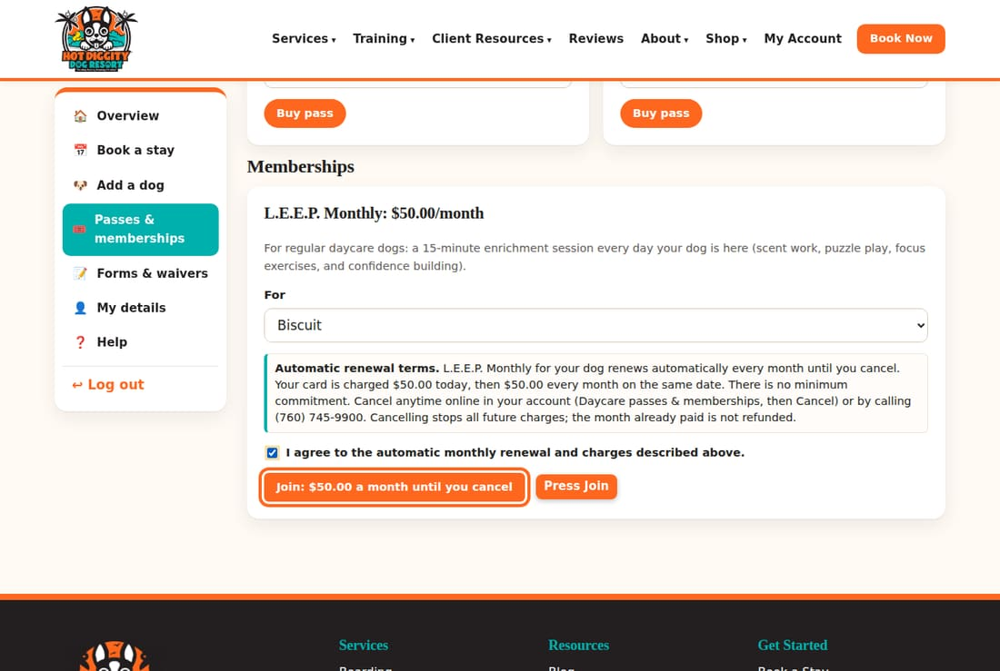 HOT DIGGITY
DOG RESORT
Services ▾
Training ▾
Client Resources ▾
Reviews
About ▾
Shop ▾
My Account
Book Now
Overview
Book a stay
Add a dog
Passes &
memberships
Forms & waivers
My details
Help
↩ Log out
Buy pass
Buy pass
Memberships
L.E.E.P. Monthly: $50.00/month
For regular daycare dogs: a 15-minute enrichment session every day your dog is here (scent work, puzzle play, focus
exercises, and confidence building).
For
Biscuit
Automatic renewal terms. L.E.E.P. Monthly for your dog renews automatically every month until you cancel.
Your card is charged $50.00 today, then $50.00 every month on the same date. There is no minimum
commitment. Cancel anytime online in your account (Daycare passes & memberships, then Cancel) or by calling
(760) 745-9900. Cancelling stops all future charges; the month already paid is not refunded.
I agree to the automatic monthly renewal and charges described above.
Join: $50.00 a month until you cancel
Press Join
Services
Resources
Get Started
Boarding
Blog
Book a Stay